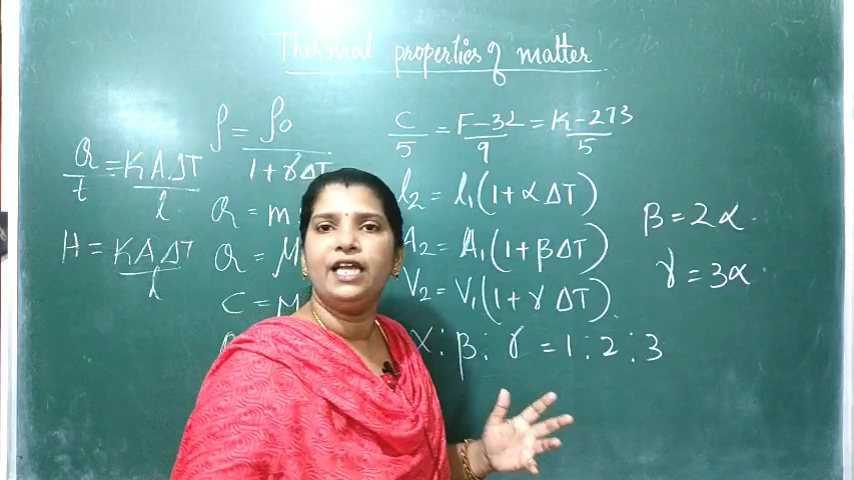 Thermal properties of matter
Q/t = KAΔT/l
H = KAΔT/l
ρ = ρ₀/1+γΔT
Q = m
Q = M
C = M
C/5 = F-32/9 = K-273/5
l₂ = l₁(1+αΔT)
A₂ = A₁(1+βΔT)
V₂ = V₁(1+γΔT).
α : β : γ = 1 : 2 : 3
β = 2α.
γ = 3α.